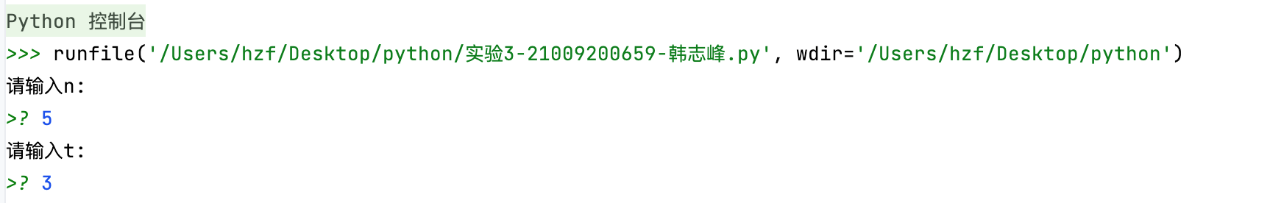 Python 控制台
>>> runfile('/Users/hzf/Desktop/python/实验3-21009200659-韩志峰.py', wdir='/Users/hzf/Desktop/python')
请输入n:
>? 5
请输入t:
>? 3